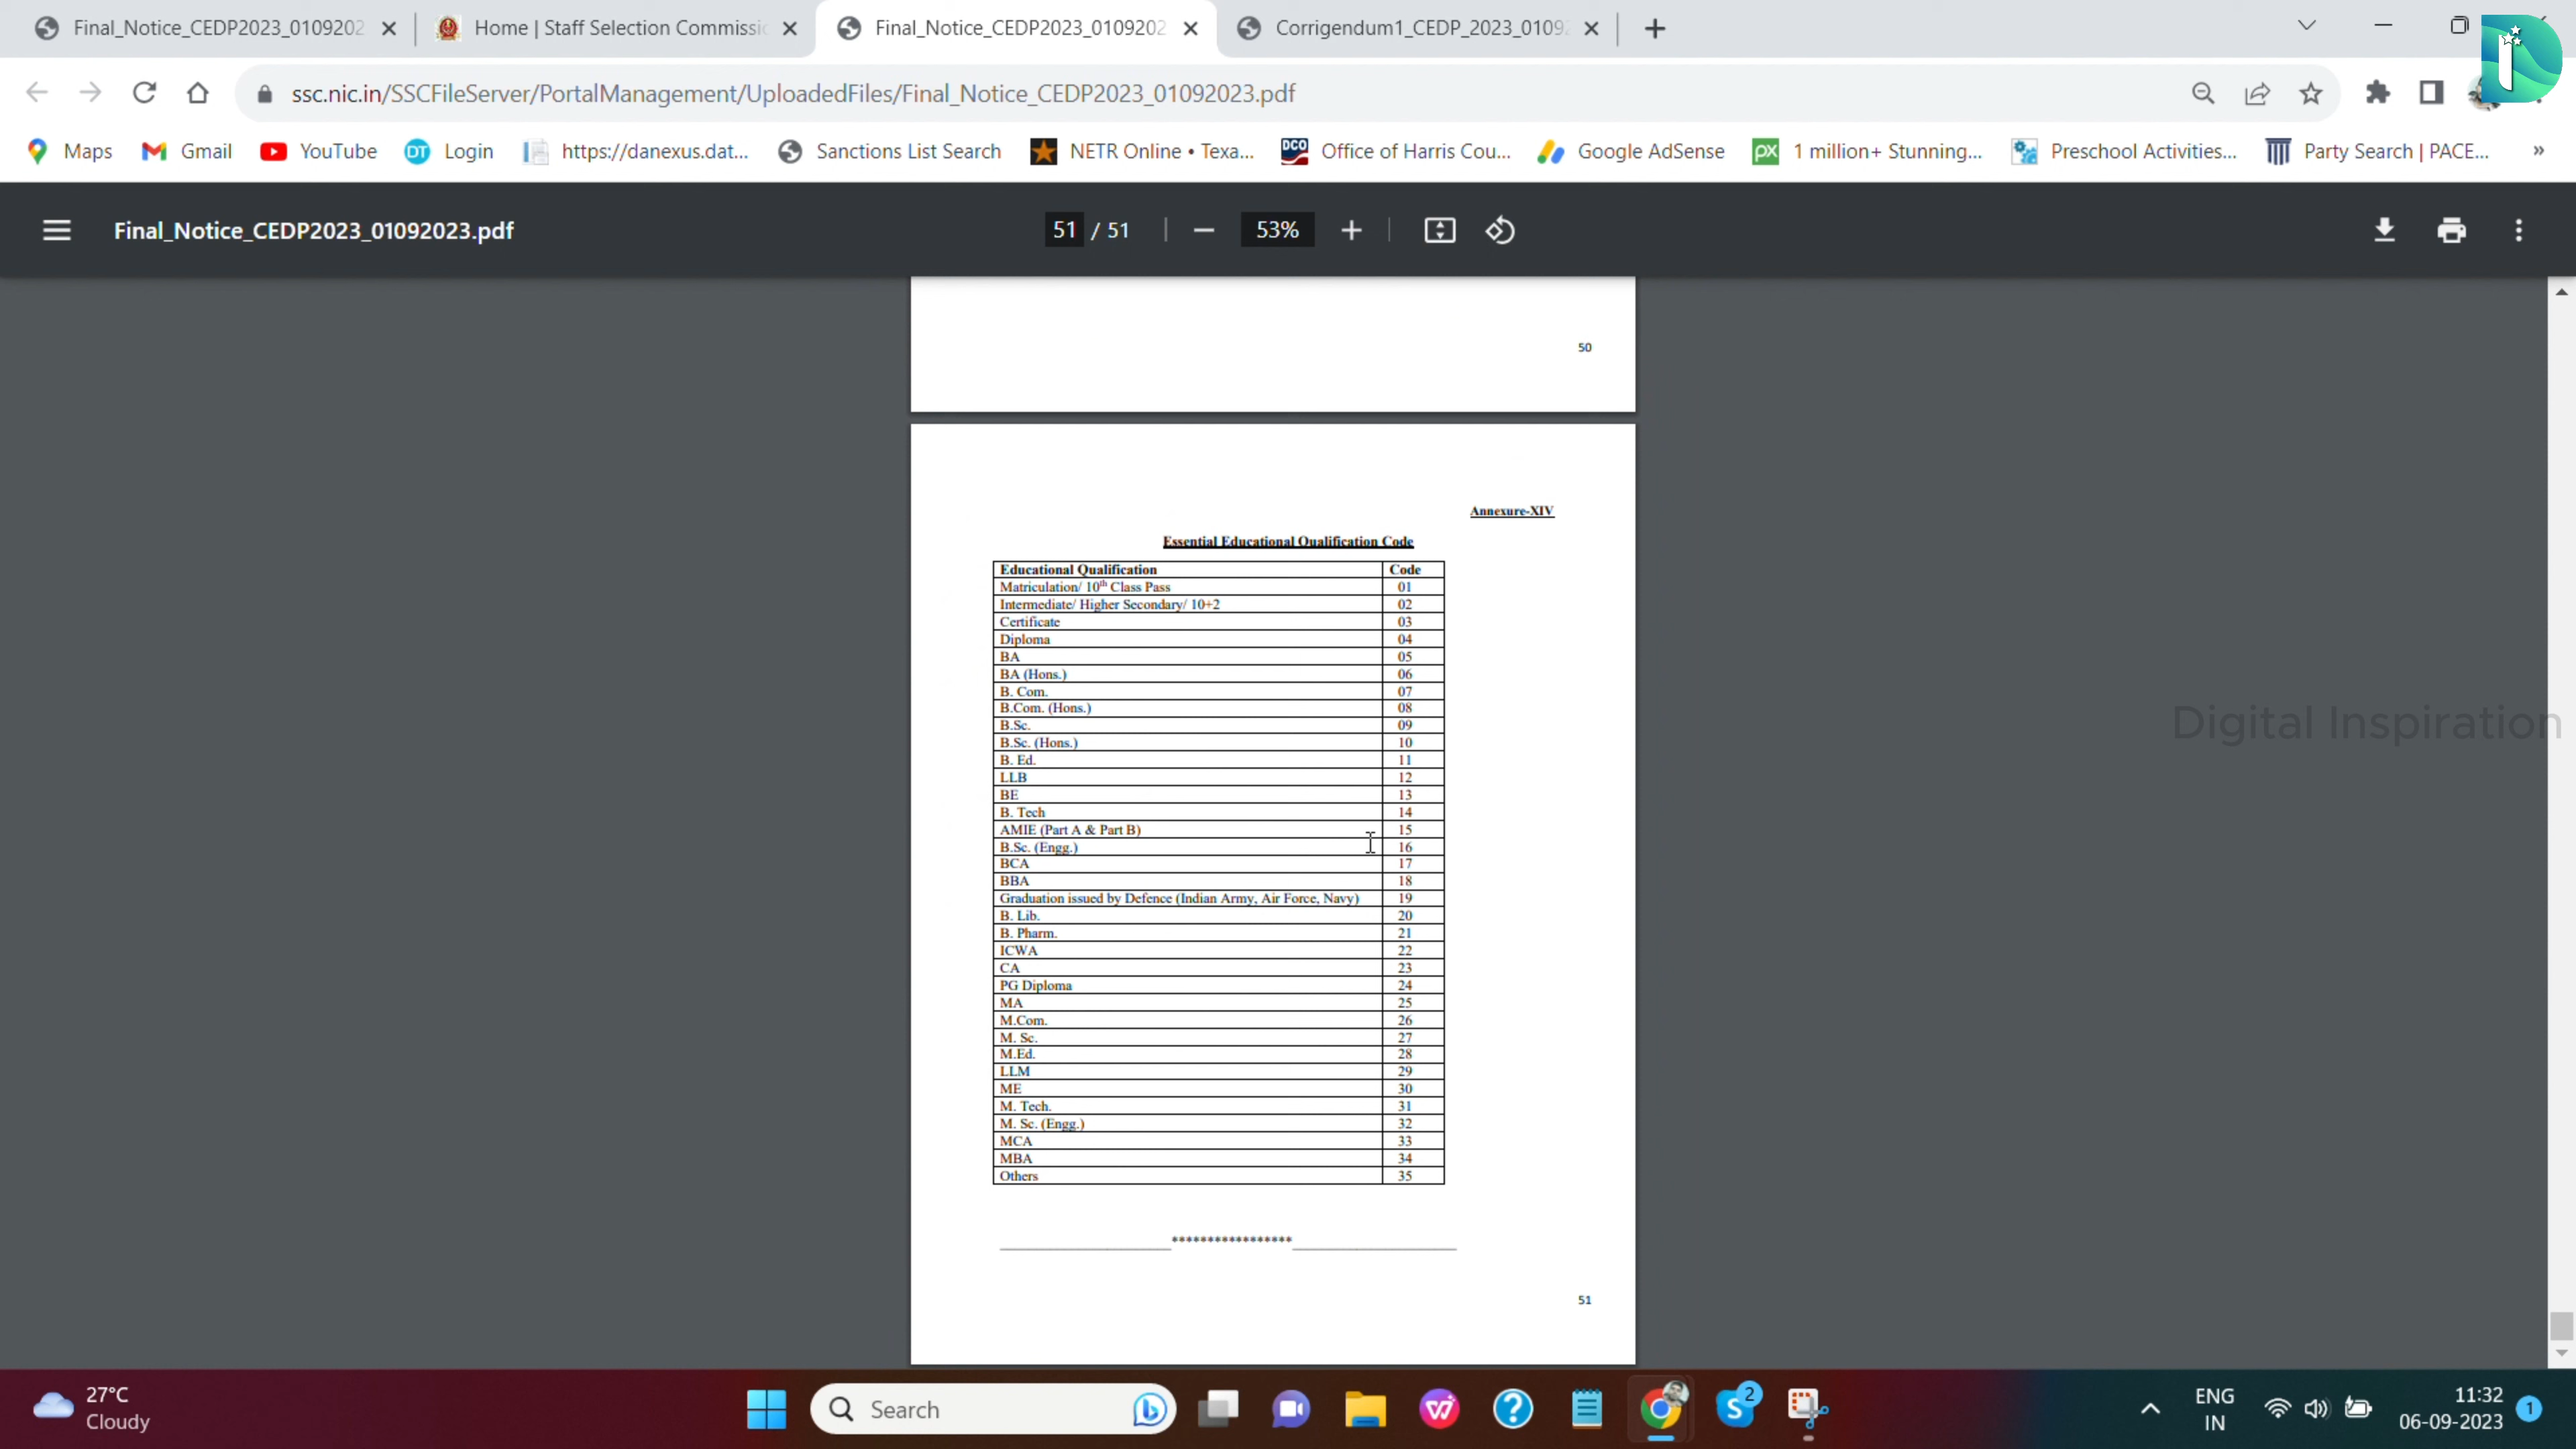 Final_Notice_CEDP2023_0109202
Home | Staff Selection Commissio
Final_Notice_CEDP2023_0109202
Corrigendum1_CEDP_2023_0109
ssc.nic.in/SSCFileServer/PortalManagement/UploadedFiles/Final_Notice_CEDP2023_01092023.pdf
Maps
Gmail
YouTube
DT
Login
https://danexus.dat...
Sanctions List Search
NETR Online • Texa...
DCO
Office of Harris Cou...
Google AdSense
px
1 million+ Stunning...
Preschool Activities...
Party Search | PACE...
»
Final_Notice_CEDP2023_01092023.pdf
51 / 51
53%
50
Annexure-XIV
Essential Educational Qualification Code
Educational Qualification Code
Matriculation/ 10th Class Pass 01
Intermediate/ Higher Secondary/ 10+2 02
Certificate 03
Diploma 04
BA 05
BA (Hons.) 06
B. Com. 07
B.Com. (Hons.) 08
B.Sc. 09
B.Sc. (Hons.) 10
B. Ed. 11
LLB 12
BE 13
B. Tech 14
AMIE (Part A & Part B) 15
B.Sc. (Engg.) 16
BCA 17
BBA 18
Graduation issued by Defence (Indian Army, Air Force, Navy) 19
B. Lib. 20
B. Pharm. 21
ICWA 22
CA 23
PG Diploma 24
MA 25
M.Com. 26
M. Sc. 27
M.Ed. 28
LLM 29
ME 30
M. Tech. 31
M. Sc. (Engg.) 32
MCA 33
MBA 34
Others 35
*****************
51
Digital Inspiration
27°C
Cloudy
Search
2
ENG
IN
11:32
06-09-2023
1